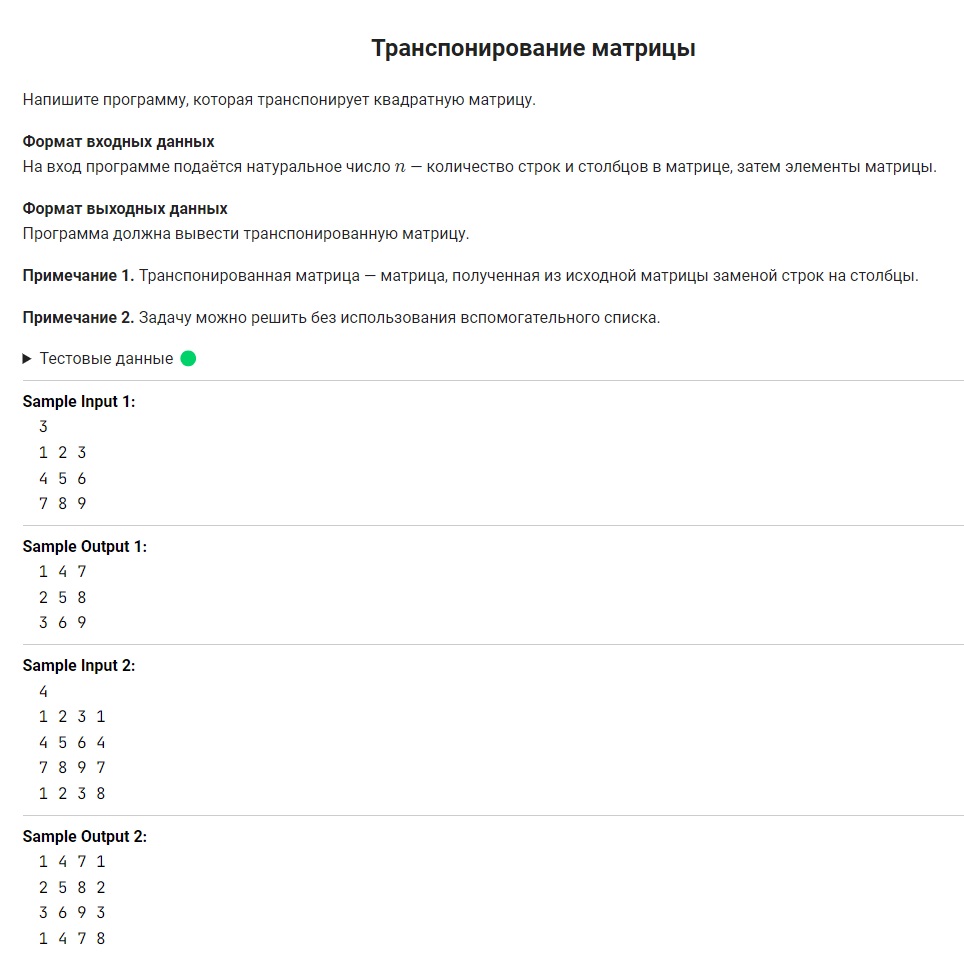 Транспонирование матрицы
Напишите программу, которая транспонирует квадратную матрицу.
Формат входных данных
На вход программе подаётся натуральное число n — количество строк и столбцов в матрице, затем элементы матрицы.
Формат выходных данных
Программа должна вывести транспонированную матрицу.
Примечание 1. Транспонированная матрица — матрица, полученная из исходной матрицы заменой строк на столбцы.
Примечание 2. Задачу можно решить без использования вспомогательного списка.
Тестовые данные
Sample Input 1:
3
1 2 3
4 5 6
7 8 9
Sample Output 1:
1 4 7
2 5 8
3 6 9
Sample Input 2:
4
1 2 3 1
4 5 6 4
7 8 9 7
1 2 3 8
Sample Output 2:
1 4 7 1
2 5 8 2
3 6 9 3
1 4 7 8